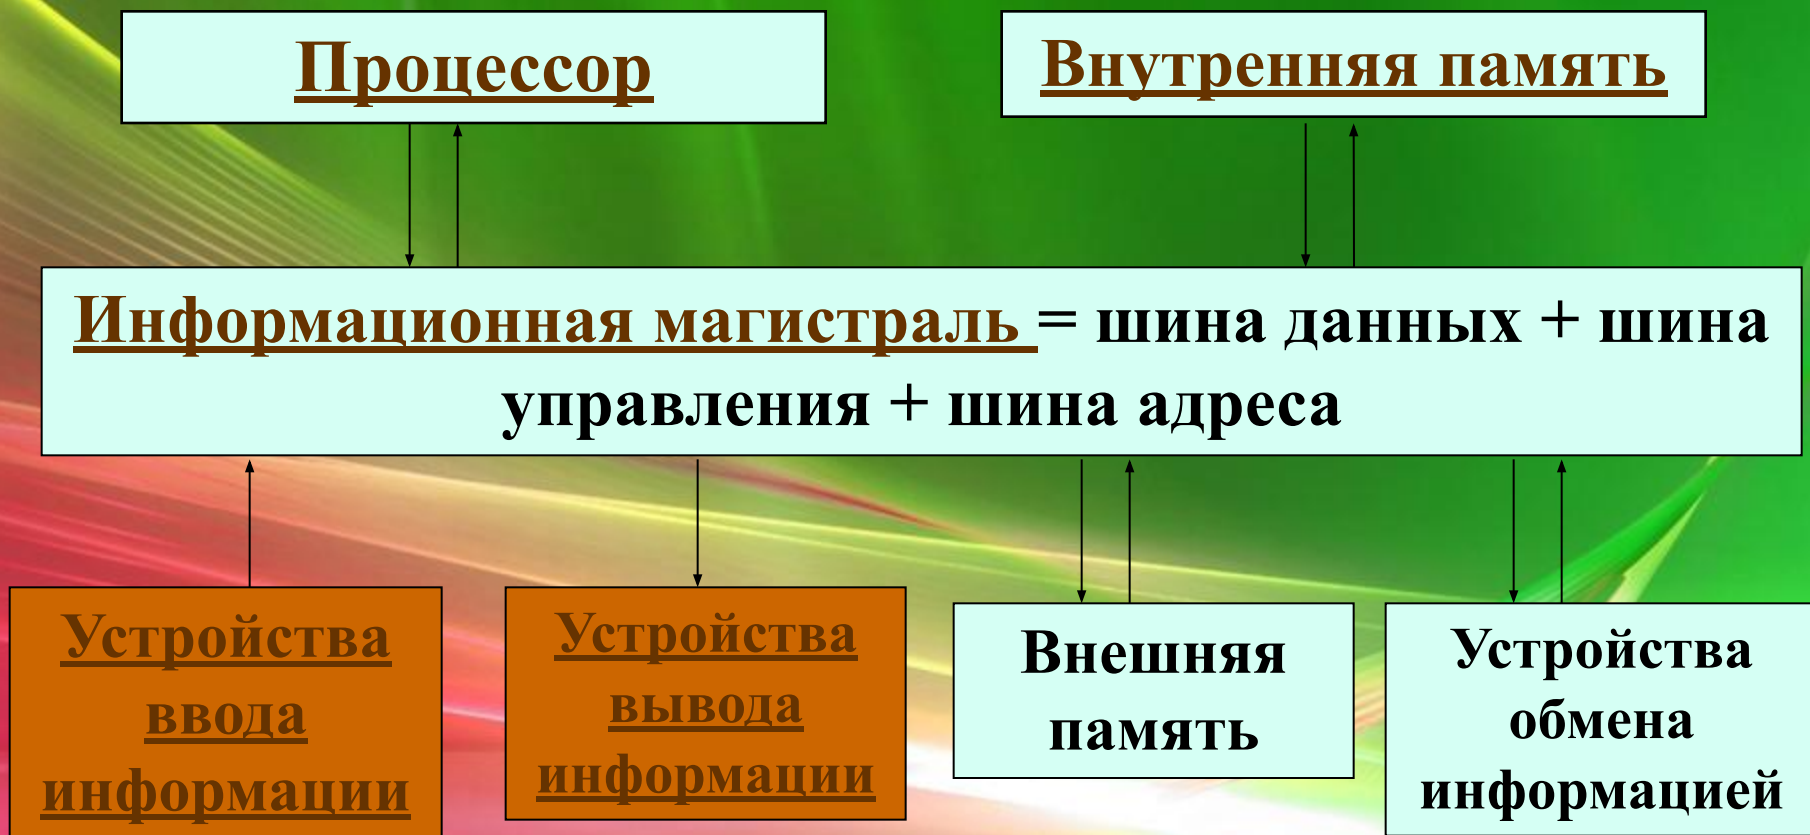 Процессор
Внутренняя память
Информационная магистраль = шина данных + шина
управления + шина адреса
Устройства
ввода
информации
Устройства
вывода
информации
Внешняя
память
Устройства
обмена
информацией